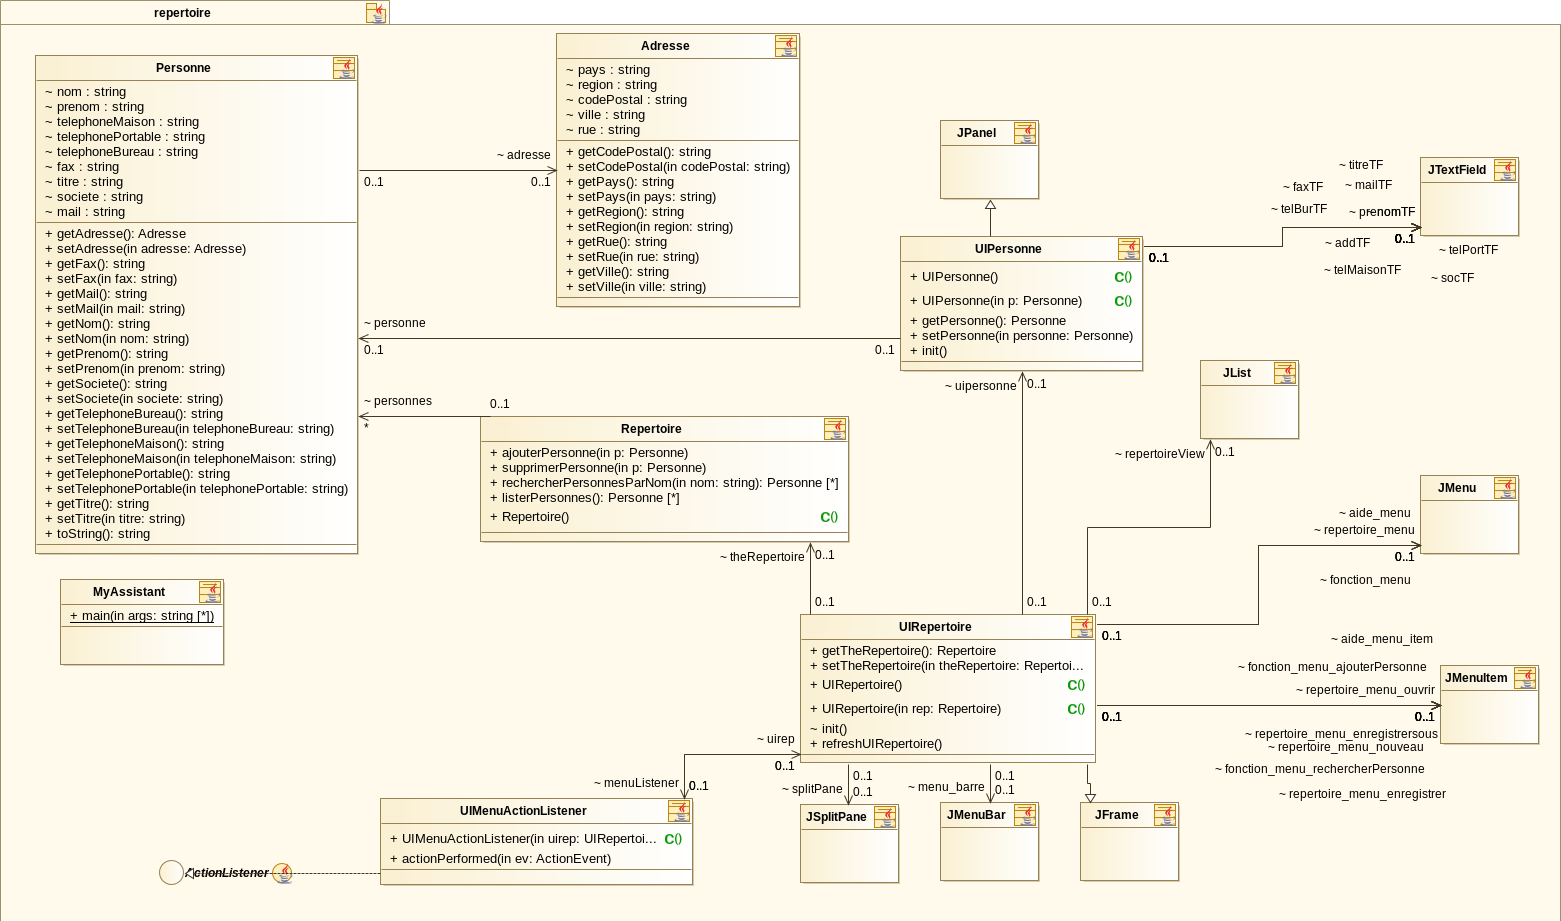 repertoire
Personne
~ nom : string
~ prenom : string
~ telephoneMaison : string
~ telephonePortable : string
~ telephoneBureau : string
~ fax : string
~ titre : string
~ societe : string
~ mail : string
+ getAdresse(): Adresse
+ setAdresse(in adresse: Adresse)
+ getFax(): string
+ setFax(in fax: string)
+ getMail(): string
+ setMail(in mail: string)
+ getNom(): string
+ setNom(in nom: string)
+ getPrenom(): string
+ setPrenom(in prenom: string)
+ getSociete(): string
+ setSociete(in societe: string)
+ getTelephoneBureau(): string
+ setTelephoneBureau(in telephoneBureau: string)
+ getTelephoneMaison(): string
+ setTelephoneMaison(in telephoneMaison: string)
+ getTelephonePortable(): string
+ setTelephonePortable(in telephonePortable: string)
+ getTitre(): string
+ setTitre(in titre: string)
+ toString(): string
~ adresse
0..1
0..1
Adresse
~ pays : string
~ region : string
~ codePostal : string
~ ville : string
~ rue : string
+ getCodePostal(): string
+ setCodePostal(in codePostal: string)
+ getPays(): string
+ setPays(in pays: string)
+ getRegion(): string
+ setRegion(in region: string)
+ getRue(): string
+ setRue(in rue: string)
+ getVille(): string
+ setVille(in ville: string)
JPanel
UIPersonne
+ UIPersonne()
C()
+ UIPersonne(in p: Personne)
C()
+ getPersonne(): Personne
+ setPersonne(in personne: Personne)
+ init()
~ titreTF
~ faxTF
~ mailTF
~ telBurTF
~ prenomTF
~ addTF
0..1
~ telPortTF
~ telMaisonTF
~ socTF
0..1
JTextField
~ personne
0..1
0..1
~ personnes
*
0..1
Repertoire
+ ajouterPersonne(in p: Personne)
+ supprimerPersonne(in p: Personne)
+ rechercherPersonnesParNom(in nom: string): Personne [*]
+ listerPersonnes(): Personne [*]
+ Repertoire()
C()
~ uipersonne
0..1
0..1
JList
~ repertoireView
0..1
0..1
JMenu
~ aide_menu
~ repertoire_menu
0..1
~ fonction_menu
0..1
~ theRepertoire
0..1
0..1
MyAssistant
+ main(in args: string [*])
UIRepertoire
+ getTheRepertoire(): Repertoire
+ setTheRepertoire(in theRepertoire: Repertoi...
+ UIRepertoire()
C()
+ UIRepertoire(in rep: Repertoire)
C()
~ init()
+ refreshUIRepertoire()
~ aide_menu_item
~ fonction_menu_ajouterPersonne
~ repertoire_menu_ouvrir
0..1
0..1
~ repertoire_menu_enregistrersous
~ repertoire_menu_nouveau
~ fonction_menu_rechercherPersonne
~ repertoire_menu_enregistrer
JMenuItem
~ uirep
0..1
~ menuListener
0..1
UIMenuActionListener
+ UIMenuActionListener(in uirep: UIRepertoi...
C()
+ actionPerformed(in ev: ActionEvent)
ActionListener
0..1
~ splitPane
0..1
JSplitPane
0..1
~ menu_barre
0..1
JMenuBar
JFrame